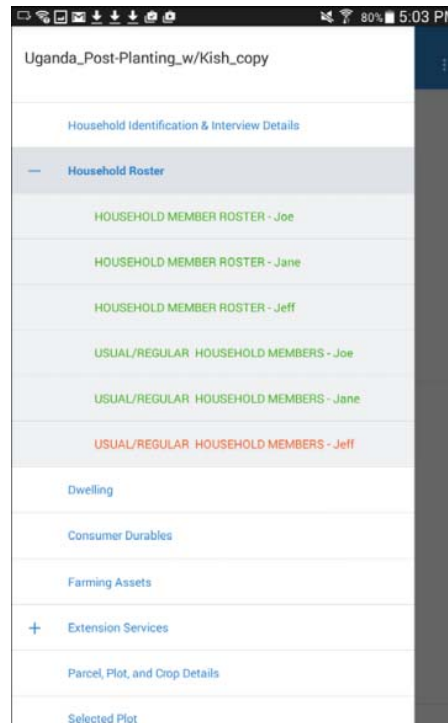 80% 5:03 PM
Uganda_Post-Planting_w/Kish_copy
Household Identification & Interview Details
— Household Roster
HOUSEHOLD MEMBER ROSTER - Joe
HOUSEHOLD MEMBER ROSTER - Jane
HOUSEHOLD MEMBER ROSTER - Jeff
USUAL/REGULAR HOUSEHOLD MEMBERS - Joe
USUAL/REGULAR HOUSEHOLD MEMBERS - Jane
USUAL/REGULAR HOUSEHOLD MEMBERS - Jeff
Dwelling
Consumer Durables
Farming Assets
+ Extension Services
Parcel, Plot, and Crop Details
Selected Plot